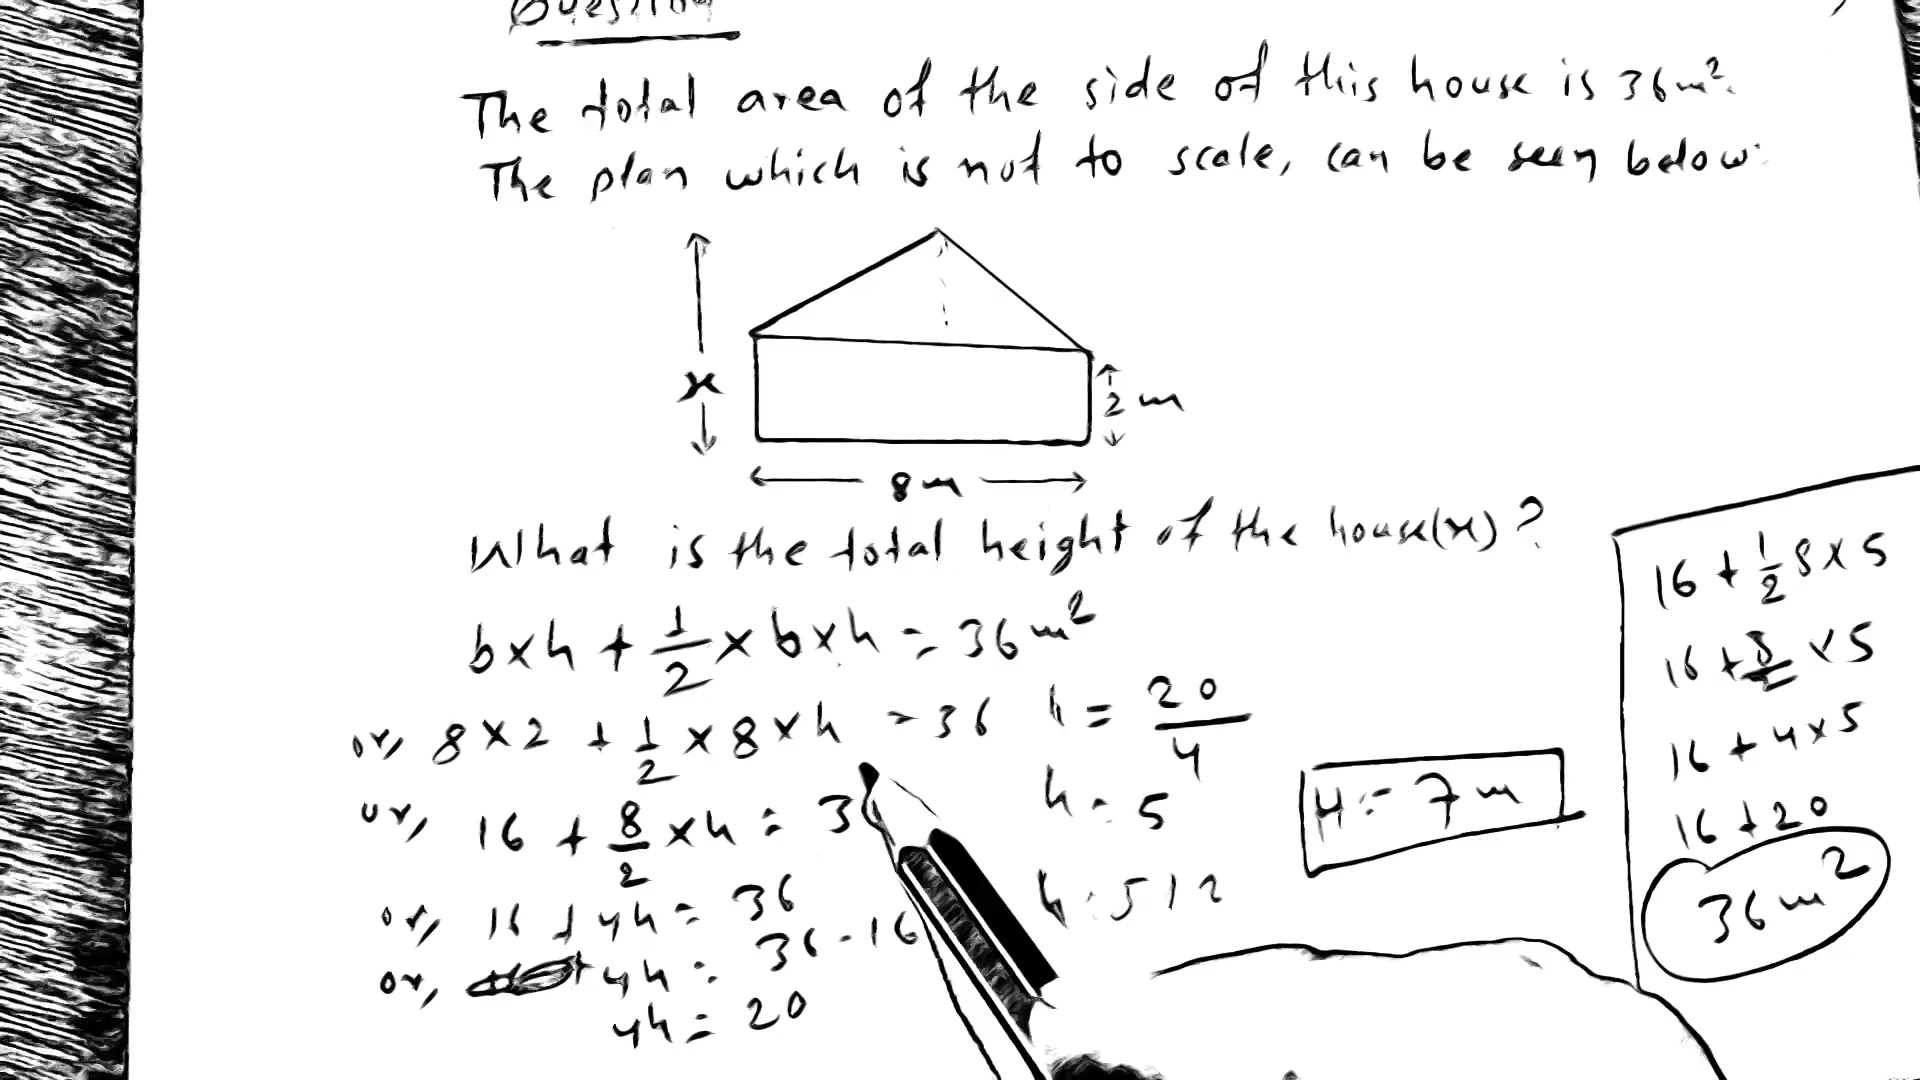 Question
The total area of the side of this house is 36m².
The plan which is not to scale, can be seen below:
x
2 m
8 m
What is the total height of the house(x)?
b×h + 1/2 × b×h = 36m²
or, 8×2 + 1/2 × 8×h = 36
or, 16 + 8/2 ×h = 36
or, 16 + 4h = 36
or, 4h = 36-16
4h = 20
h = 20/4
h = 5
h = 5+2
H = 7m
16 + 1/2 8×5
16 + 8/2 ×5
16 + 4×5
16 + 20
36m²